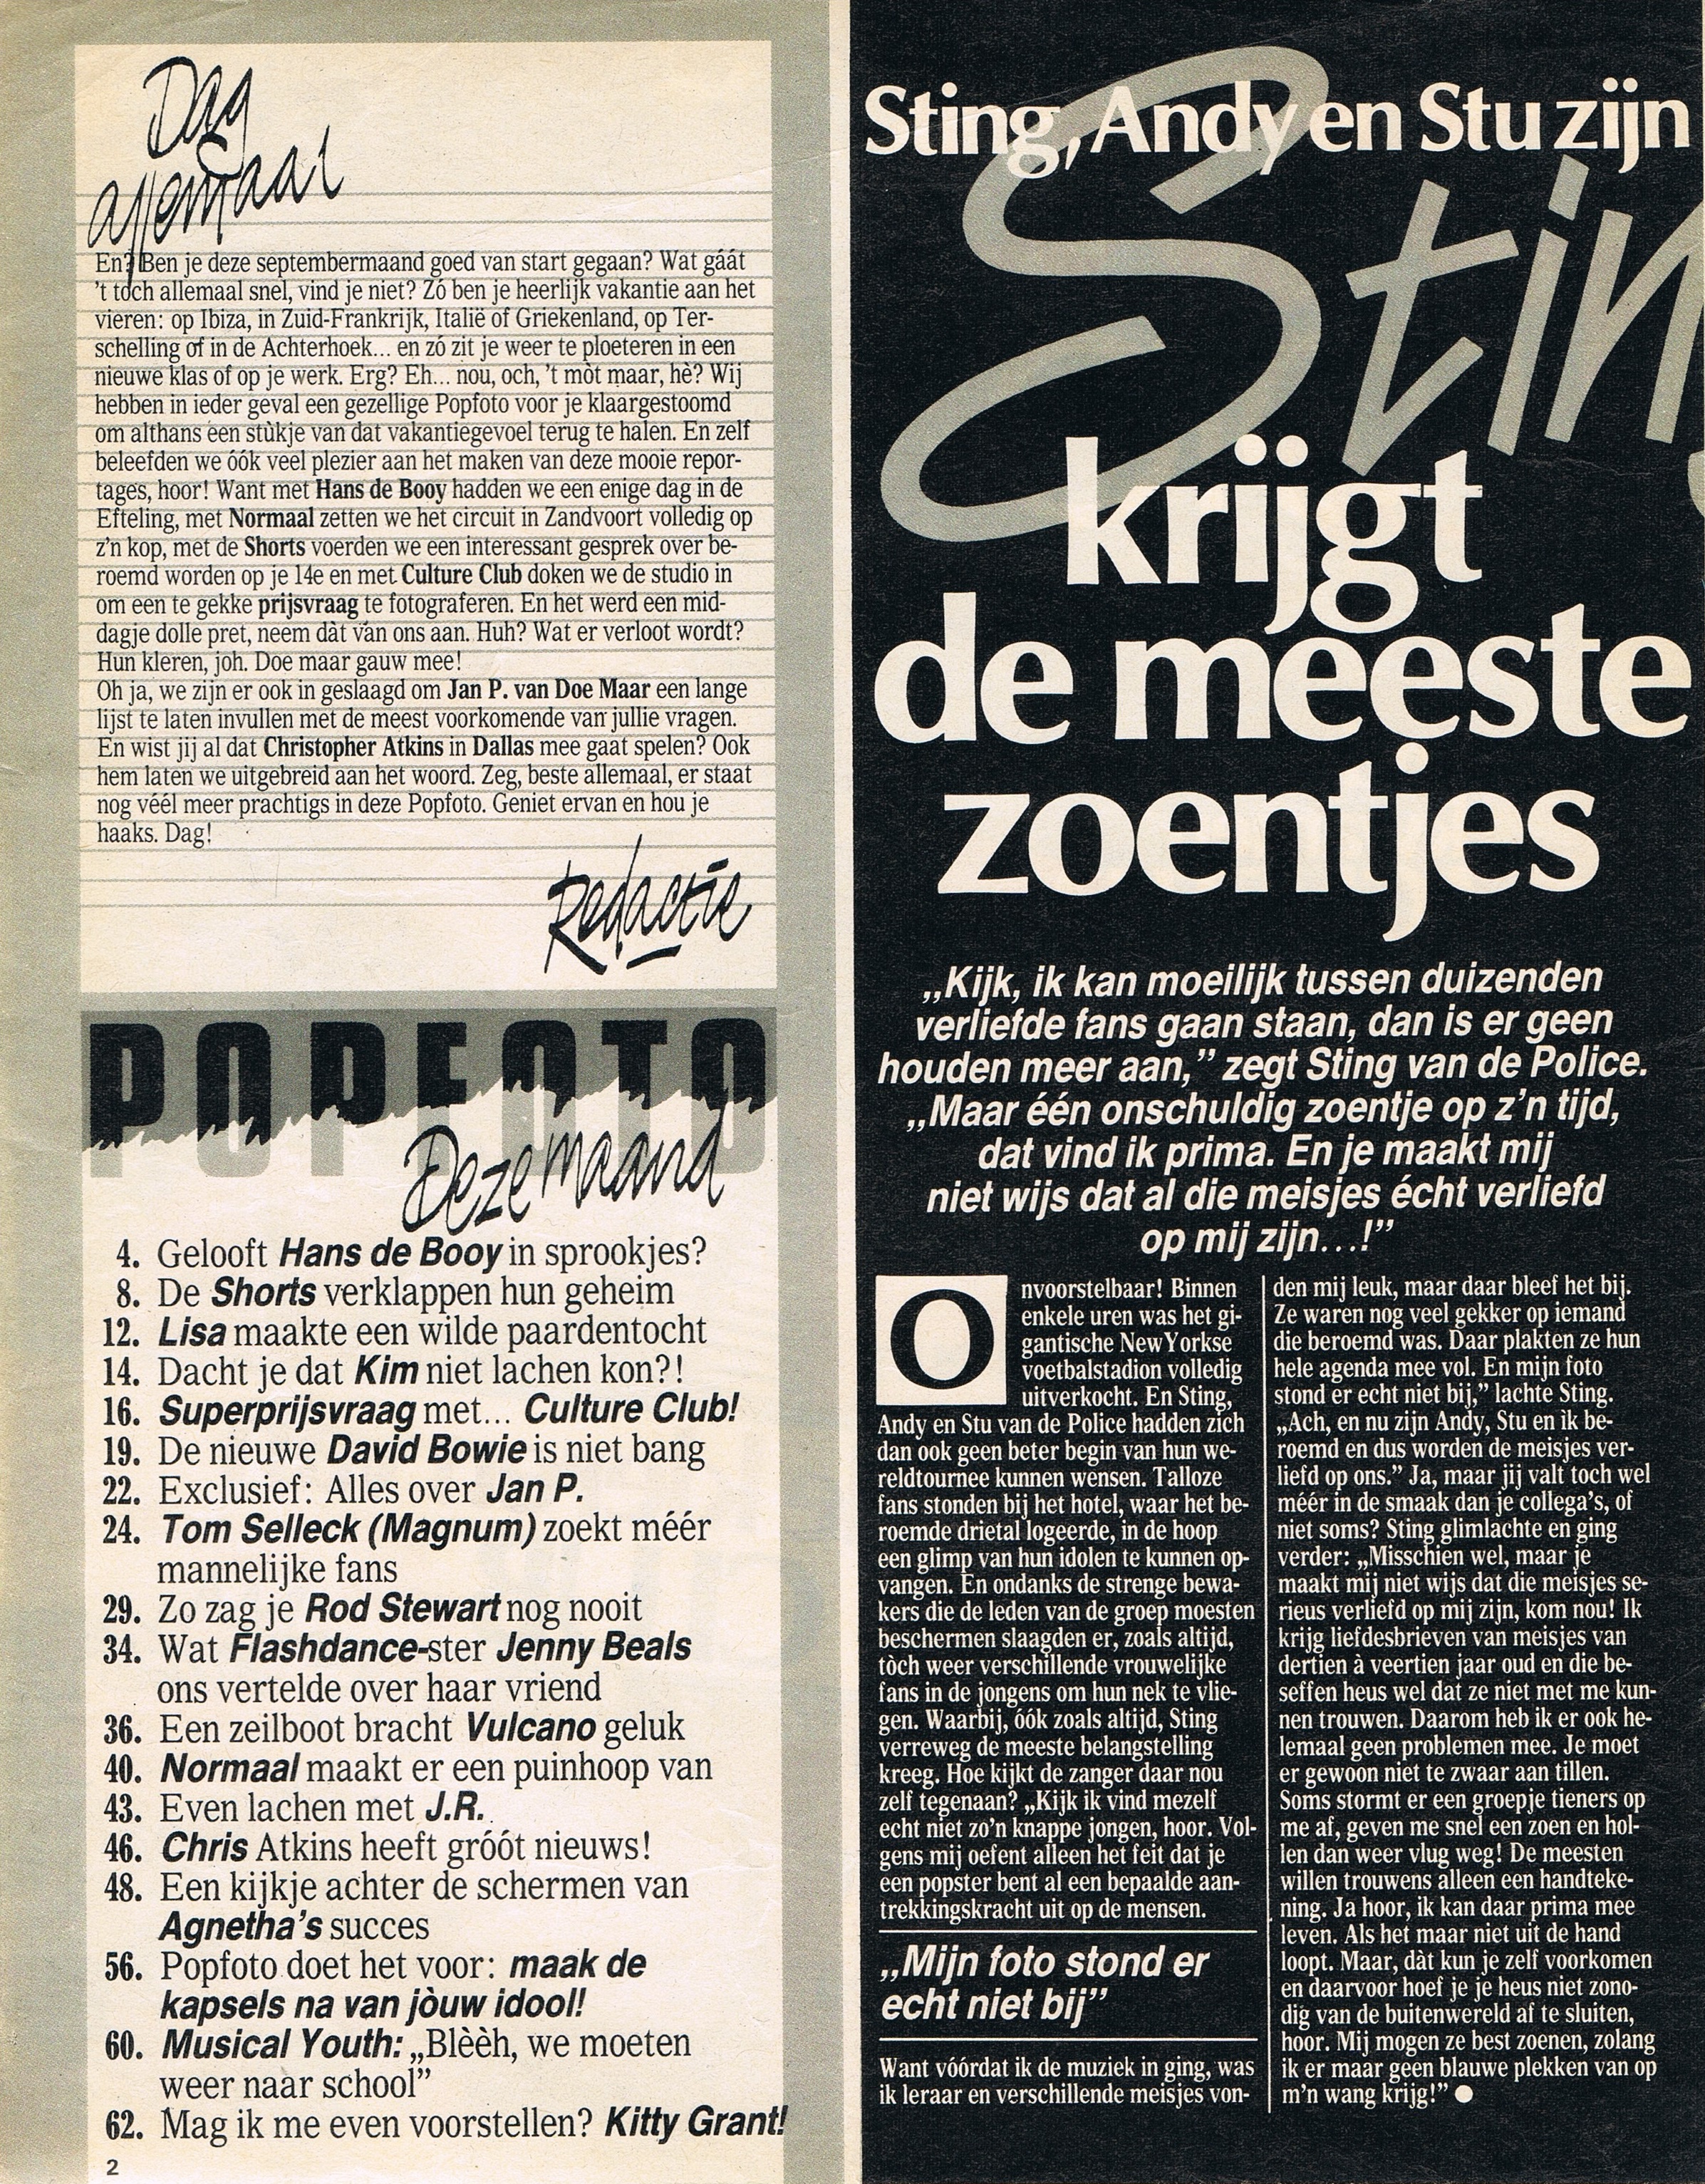 Dag
allemaal
En? Ben je deze septembermaand goed van start gegaan? Wat gáát
't toch allemaal snel, vind je niet? Zó ben je heerlijk vakantie aan het
vieren: op Ibiza, in Zuid-Frankrijk, Italië of Griekenland, op Ter-
schelling of in de Achterhoek... en zó zit je weer te ploeteren in een
nieuwe klas of op je werk. Erg? Eh... nou, och, 't mòt maar, hè? Wij
hebben in ieder geval een gezellige Popfoto voor je klaargestoomd
om althans een stùkje van dat vakantiegevoel terug te halen. En zelf
beleefden we óók veel plezier aan het maken van deze mooie repor-
tages, hoor! Want met Hans de Booy hadden we een enige dag in de
Efteling, met Normaal zetten we het circuit in Zandvoort volledig op
z'n kop, met de Shorts voerden we een interessant gesprek over be-
roemd worden op je 14e en met Culture Club doken we de studio in
om een te gekke prijsvraag te fotograferen. En het werd een mid-
dagje dolle pret, neem dàt van ons aan. Huh? Wat er verloot wordt?
Hun kleren, joh. Doe maar gauw mee!
Oh ja, we zijn er ook in geslaagd om Jan P. van Doe Maar een lange
lijst te laten invullen met de meest voorkomende van jullie vragen.
En wist jij al dat Christopher Atkins in Dallas mee gaat spelen? Ook
hem laten we uitgebreid aan het woord. Zeg, beste allemaal, er staat
nog véél meer prachtigs in deze Popfoto. Geniet ervan en hou je
haaks. Dag!
Redactie
POPFOTO
Deze maand
4. Gelooft Hans de Booy in sprookjes?
8. De Shorts verklappen hun geheim
12. Lisa maakte een wilde paardentocht
14. Dacht je dat Kim niet lachen kon?!
16. Superprijsvraag met... Culture Club!
19. De nieuwe David Bowie is niet bang
22. Exclusief: Alles over Jan P.
24. Tom Selleck (Magnum) zoekt méér
mannelijke fans
29. Zo zag je Rod Stewart nog nooit
34. Wat Flashdance-ster Jenny Beals
ons vertelde over haar vriend
36. Een zeilboot bracht Vulcano geluk
40. Normaal maakt er een puinhoop van
43. Even lachen met J.R.
46. Chris Atkins heeft gróót nieuws!
48. Een kijkje achter de schermen van
Agnetha's succes
56. Popfoto doet het voor: maak de
kapsels na van jòuw idool!
60. Musical Youth: „Blèèh, we moeten
weer naar school”
62. Mag ik me even voorstellen? Kitty Grant!
2
Sting, Andy en Stu zijn
Stin
krijgt
de meeste
zoentjes
„Kijk, ik kan moeilijk tussen duizenden
verliefde fans gaan staan, dan is er geen
houden meer aan,” zegt Sting van de Police.
„Maar één onschuldig zoentje op z'n tijd,
dat vind ik prima. En je maakt mij
niet wijs dat al die meisjes écht verliefd
op mij zijn...!”
Onvoorstelbaar! Binnen
enkele uren was het gi-
gantische NewYorkse
voetbalstadion volledig
uitverkocht. En Sting,
Andy en Stu van de Police hadden zich
dan ook geen beter begin van hun we-
reldtournee kunnen wensen. Talloze
fans stonden bij het hotel, waar het be-
roemde drietal logeerde, in de hoop
een glimp van hun idolen te kunnen op-
vangen. En ondanks de strenge bewa-
kers die de leden van de groep moesten
beschermen slaagden er, zoals altijd,
tòch weer verschillende vrouwelijke
fans in de jongens om hun nek te vlie-
gen. Waarbij, óók zoals altijd, Sting
verreweg de meeste belangstelling
kreeg. Hoe kijkt de zanger daar nou
zelf tegenaan? „Kijk ik vind mezelf
echt niet zo'n knappe jongen, hoor. Vol-
gens mij oefent alleen het feit dat je
een popster bent al een bepaalde aan-
trekkingskracht uit op de mensen.
„Mijn foto stond er
echt niet bij”
Want vóórdat ik de muziek in ging, was
ik leraar en verschillende meisjes von-
den mij leuk, maar daar bleef het bij.
Ze waren nog veel gekker op iemand
die beroemd was. Daar plakten ze hun
hele agenda mee vol. En mijn foto
stond er echt niet bij,” lachte Sting.
„Ach, en nu zijn Andy, Stu en ik be-
roemd en dus worden de meisjes ver-
liefd op ons.” Ja, maar jij valt toch wel
méér in de smaak dan je collega's, of
niet soms? Sting glimlachte en ging
verder: „Misschien wel, maar je
maakt mij niet wijs dat die meisjes se-
rieus verliefd op mij zijn, kom nou! Ik
krijg liefdesbrieven van meisjes van
dertien à veertien jaar oud en die be-
seffen heus wel dat ze niet met me kun-
nen trouwen. Daarom heb ik er ook he-
lemaal geen problemen mee. Je moet
er gewoon niet te zwaar aan tillen.
Soms stormt er een groepje tieners op
me af, geven me snel een zoen en hol-
len dan weer vlug weg! De meesten
willen trouwens alleen een handteke-
ning. Ja hoor, ik kan daar prima mee
leven. Als het maar niet uit de hand
loopt. Maar, dàt kun je zelf voorkomen
en daarvoor hoef je je heus niet zono-
dig van de buitenwereld af te sluiten,
hoor. Mij mogen ze best zoenen, zolang
ik er maar geen blauwe plekken van op
m'n wang krijg!” ●